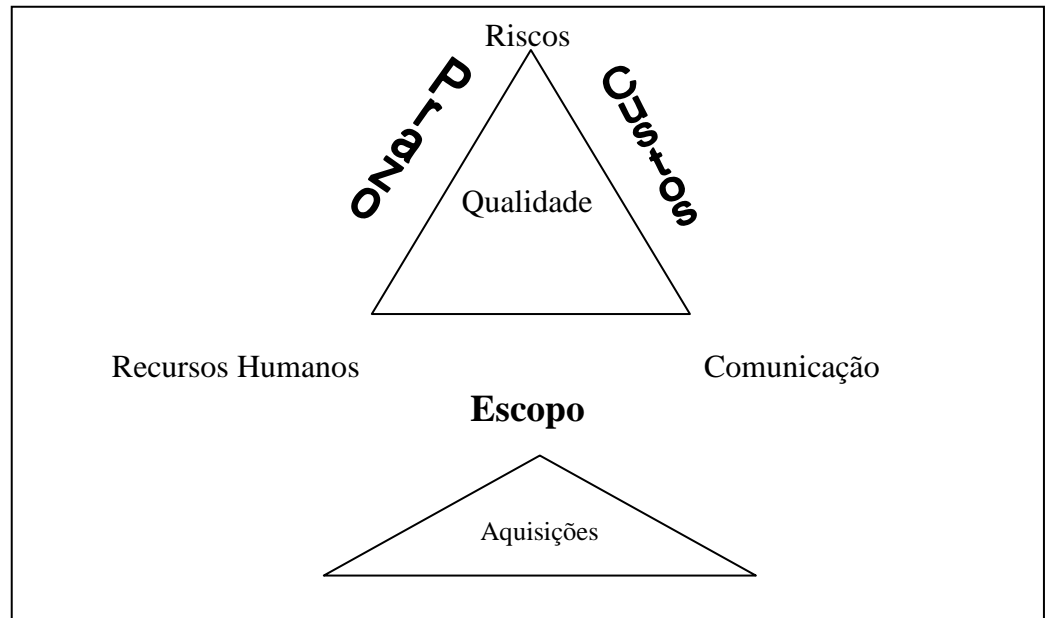 Riscos
Prazo
Custos
Qualidade
Recursos Humanos
Comunicação
Escopo
Aquisições